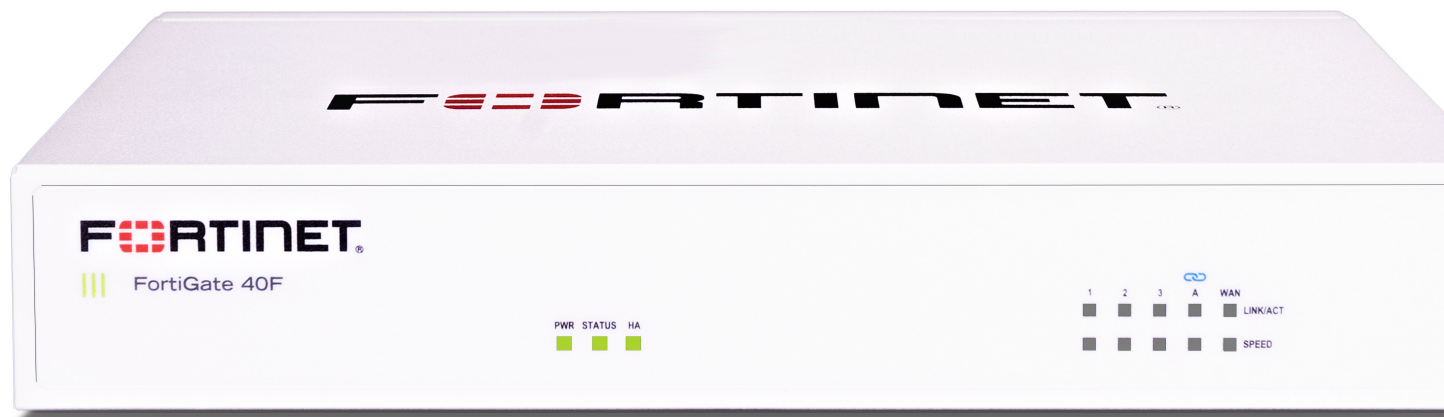 FORTINET®
FORTINET®
FortiGate 40F
PWR STATUS HA
1 2 3 A WAN
LINK/ACT
SPEED